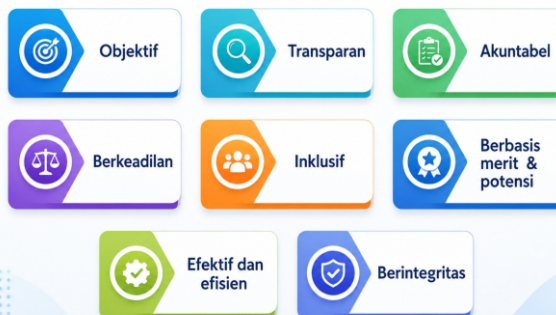 Objektif
Transparan
Akuntabel
Berkeadilan
Inklusif
Berbasis
merit &
potensi
Efektif dan
efisien
Berintegritas